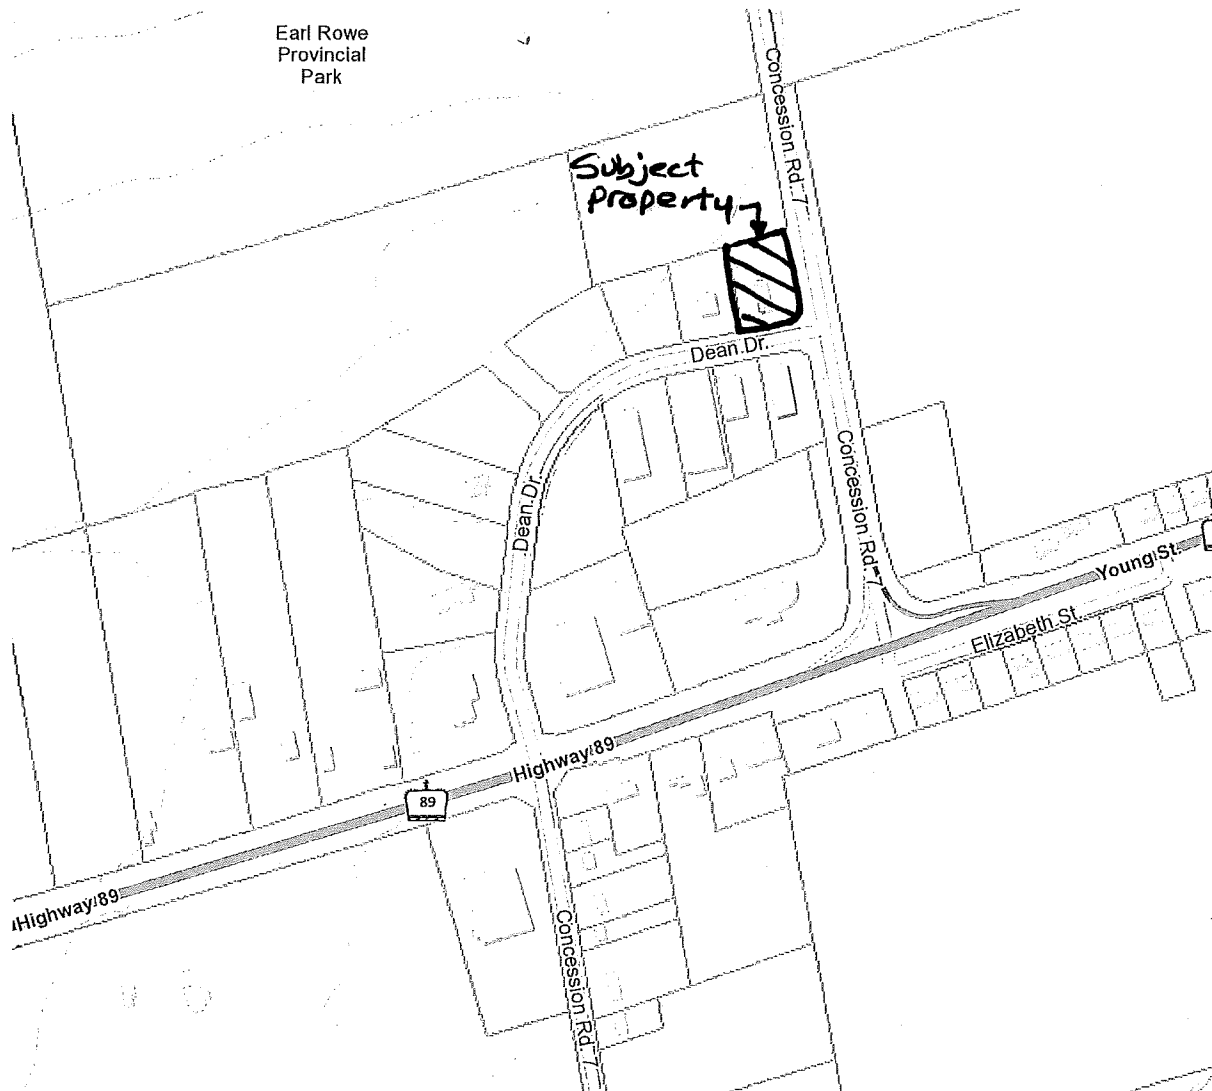 Earl Rowe
Provincial
Park
Concession Rd. 7
Subject
Property
Dean Dr.
Concession Rd. 7
Dean Dr.
Young St.
Elizabeth St.
Highway 89
89
Highway 89
Concession Rd. 7